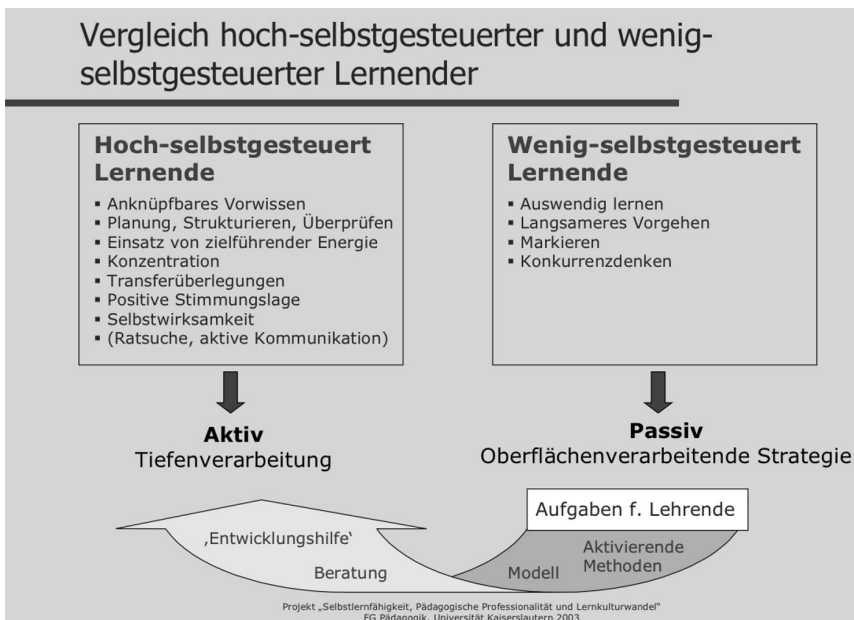 Vergleich hoch-selbstgesteuerter und wenig-
selbstgesteuerter Lernender
Hoch-selbstgesteuert
Lernende
▪ Anknüpfbares Vorwissen
▪ Planung, Strukturieren, Überprüfen
▪ Einsatz von zielführender Energie
▪ Konzentration
▪ Transferüberlegungen
▪ Positive Stimmungslage
▪ Selbstwirksamkeit
▪ (Ratsuche, aktive Kommunikation)
Wenig-selbstgesteuert
Lernende
▪ Auswendig lernen
▪ Langsameres Vorgehen
▪ Markieren
▪ Konkurrenzdenken
Aktiv
Tiefenverarbeitung
Passiv
Oberflächenverarbeitende Strategie
Aufgaben f. Lehrende
‚Entwicklungshilfe‘
Beratung
Modell
Aktivierende
Methoden
Projekt „Selbstlernfähigkeit, Pädagogische Professionalität und Lernkulturwandel“
FG Pädagogik, Universität Kaiserslautern 2003